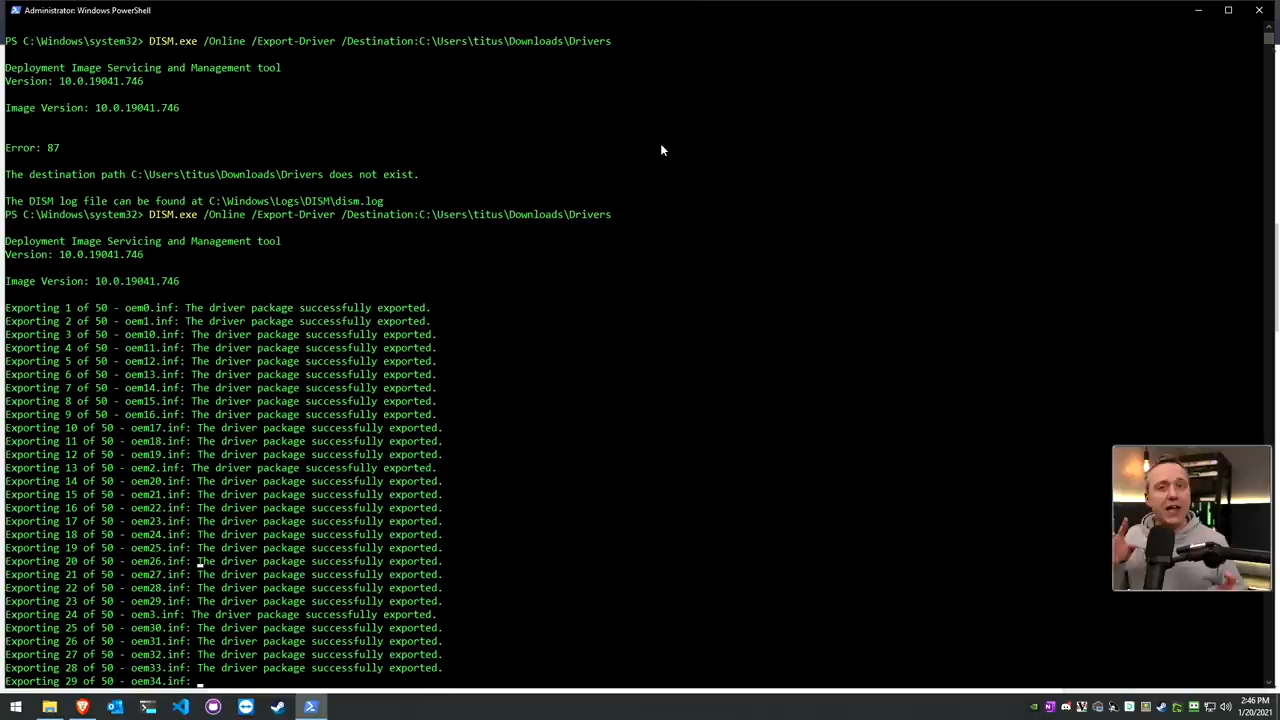 Administrator: Windows PowerShell
PS C:\Windows\system32> DISM.exe /Online /Export-Driver /Destination:C:\Users\titus\Downloads\Drivers
Deployment Image Servicing and Management tool
Version: 10.0.19041.746
Image Version: 10.0.19041.746
Error: 87
The destination path C:\Users\titus\Downloads\Drivers does not exist.
The DISM log file can be found at C:\Windows\Logs\DISM\dism.log
PS C:\Windows\system32> DISM.exe /Online /Export-Driver /Destination:C:\Users\titus\Downloads\Drivers
Deployment Image Servicing and Management tool
Version: 10.0.19041.746
Image Version: 10.0.19041.746
Exporting 1 of 50 - oem0.inf: The driver package successfully exported.
Exporting 2 of 50 - oem1.inf: The driver package successfully exported.
Exporting 3 of 50 - oem10.inf: The driver package successfully exported.
Exporting 4 of 50 - oem11.inf: The driver package successfully exported.
Exporting 5 of 50 - oem12.inf: The driver package successfully exported.
Exporting 6 of 50 - oem13.inf: The driver package successfully exported.
Exporting 7 of 50 - oem14.inf: The driver package successfully exported.
Exporting 8 of 50 - oem15.inf: The driver package successfully exported.
Exporting 9 of 50 - oem16.inf: The driver package successfully exported.
Exporting 10 of 50 - oem17.inf: The driver package successfully exported.
Exporting 11 of 50 - oem18.inf: The driver package successfully exported.
Exporting 12 of 50 - oem19.inf: The driver package successfully exported.
Exporting 13 of 50 - oem2.inf: The driver package successfully exported.
Exporting 14 of 50 - oem20.inf: The driver package successfully exported.
Exporting 15 of 50 - oem21.inf: The driver package successfully exported.
Exporting 16 of 50 - oem22.inf: The driver package successfully exported.
Exporting 17 of 50 - oem23.inf: The driver package successfully exported.
Exporting 18 of 50 - oem24.inf: The driver package successfully exported.
Exporting 19 of 50 - oem25.inf: The driver package successfully exported.
Exporting 20 of 50 - oem26.inf: The driver package successfully exported.
Exporting 21 of 50 - oem27.inf: The driver package successfully exported.
Exporting 22 of 50 - oem28.inf: The driver package successfully exported.
Exporting 23 of 50 - oem29.inf: The driver package successfully exported.
Exporting 24 of 50 - oem3.inf: The driver package successfully exported.
Exporting 25 of 50 - oem30.inf: The driver package successfully exported.
Exporting 26 of 50 - oem31.inf: The driver package successfully exported.
Exporting 27 of 50 - oem32.inf: The driver package successfully exported.
Exporting 28 of 50 - oem33.inf: The driver package successfully exported.
Exporting 29 of 50 - oem34.inf:
2:46 PM
1/20/2021